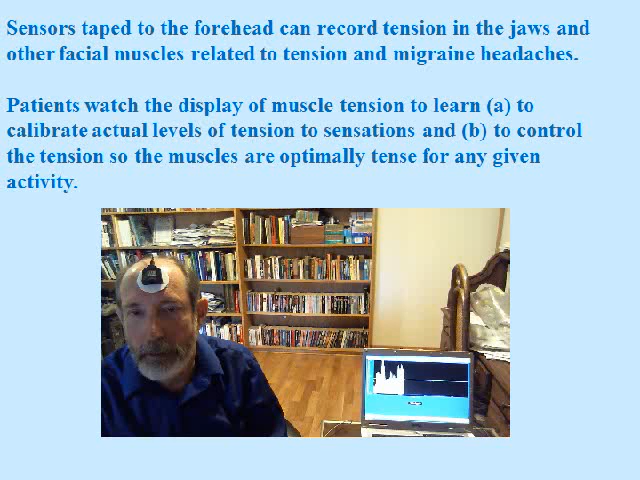 Sensors taped to the forehead can record tension in the jaws and
other facial muscles related to tension and migraine headaches.
Patients watch the display of muscle tension to learn (a) to
calibrate actual levels of tension to sensations and (b) to control
the tension so the muscles are optimally tense for any given
activity.